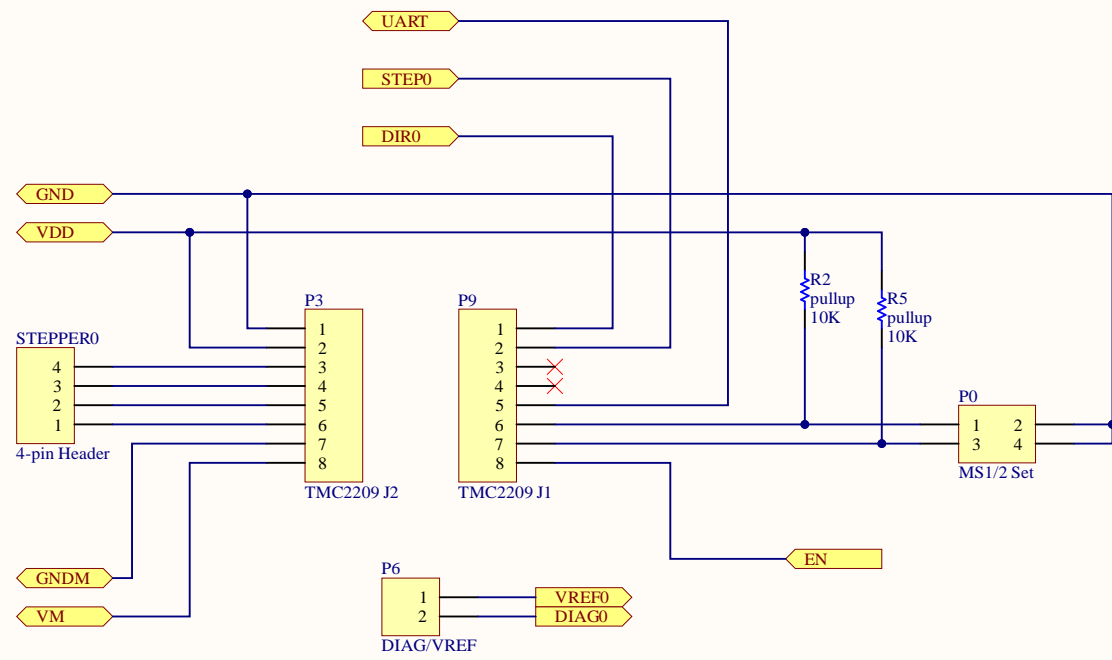 UART
STEP0
DIR0
GND
VDD
R2
pullup
10K
R5
pullup
10K
P3
1
2
3
4
5
6
7
8
TMC2209 J2
P9
1
2
3
4
5
6
7
8
TMC2209 J1
STEPPER0
4
3
2
1
4-pin Header
P0
1 2
3 4
MS1/2 Set
EN
GNDM
VM
P6
1
2
DIAG/VREF
VREF0
DIAG0